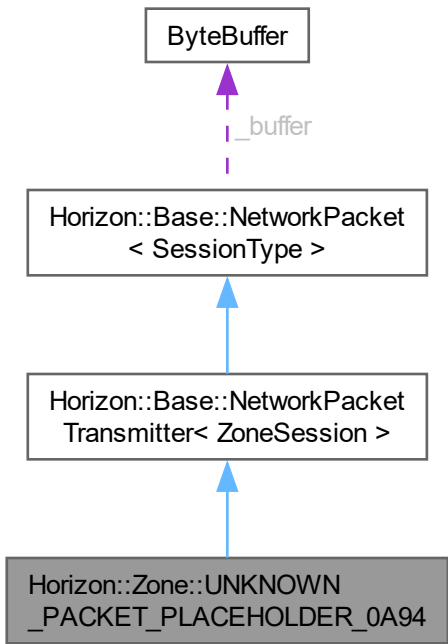 ByteBuffer
_buffer
Horizon::Base::NetworkPacket
< SessionType >
Horizon::Base::NetworkPacket
Transmitter< ZoneSession >
Horizon::Zone::UNKNOWN
_PACKET_PLACEHOLDER_0A94